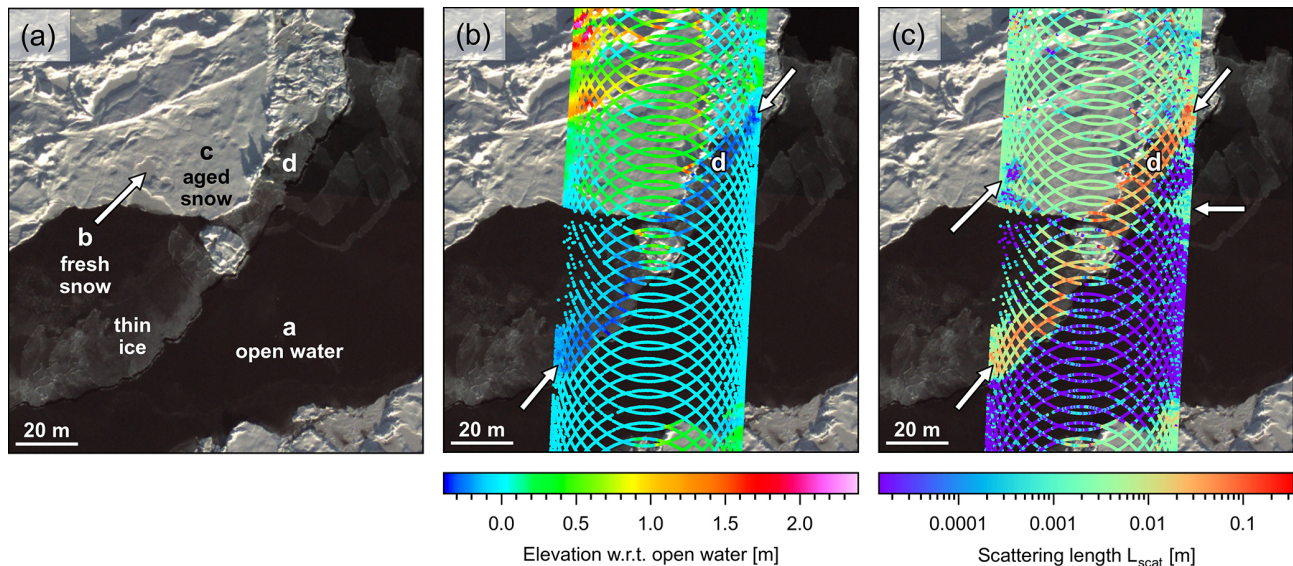 (a)
c
aged
snow
d
b
fresh
snow
thin
ice
a
open water
20 m
(b)
d
20 m
0.0 0.5 1.0 1.5 2.0
Elevation w.r.t. open water [m]
(c)
d
20 m
0.0001 0.001 0.01 0.1
Scattering length Lscat [m]